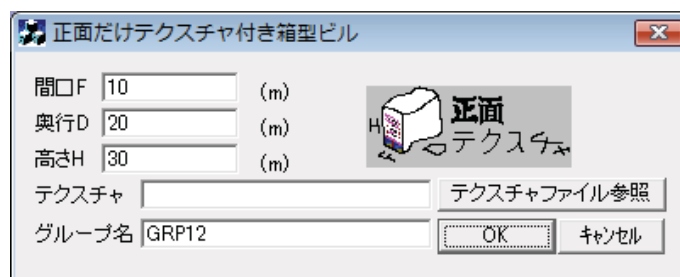 正面だけテクスチャ付き箱型ビル
間口F 10 (m)
奥行D 20 (m)
高さH 30 (m)
H 正面
テクスチャ
F D
テクスチャ テクスチャファイル参照
グループ名 GRP12 OK キャンセル